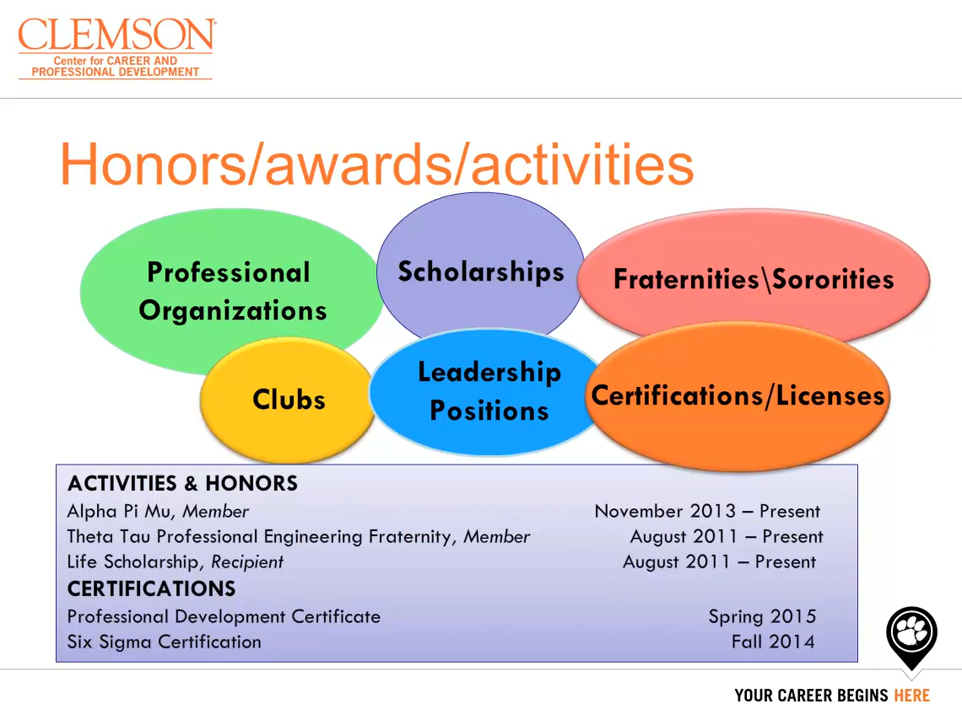 CLEMSON®
Center for CAREER AND
PROFESSIONAL DEVELOPMENT
Honors/awards/activities
Professional
Organizations
Scholarships
Fraternities\Sororities
Clubs
Leadership
Positions
Certifications/Licenses
ACTIVITIES & HONORS
Alpha Pi Mu, Member November 2013 – Present
Theta Tau Professional Engineering Fraternity, Member August 2011 – Present
Life Scholarship, Recipient August 2011 – Present
CERTIFICATIONS
Professional Development Certificate Spring 2015
Six Sigma Certification Fall 2014
YOUR CAREER BEGINS HERE